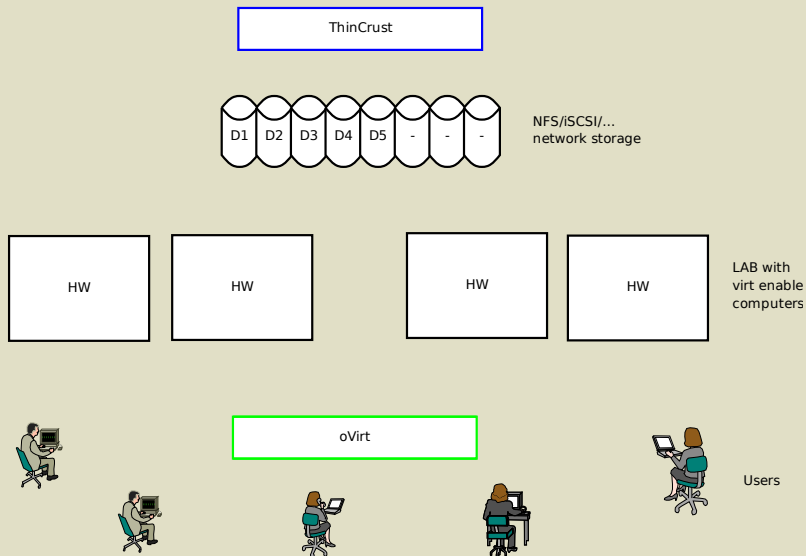 ThinCrust
D1 D2 D3 D4 D5 - - -
NFS/iSCSI/...
network storage
HW HW HW HW
LAB with
virt enable
computers
oVirt
Users